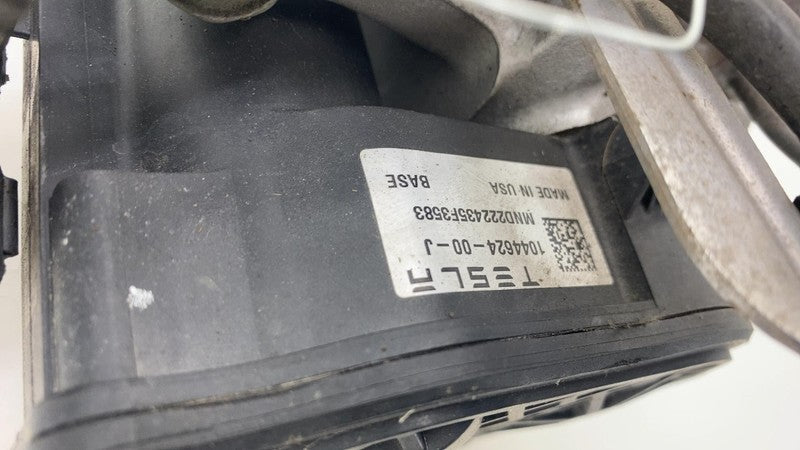 TESLA
1044624-00-J
MND222435F3583
MADE IN USA
BASE